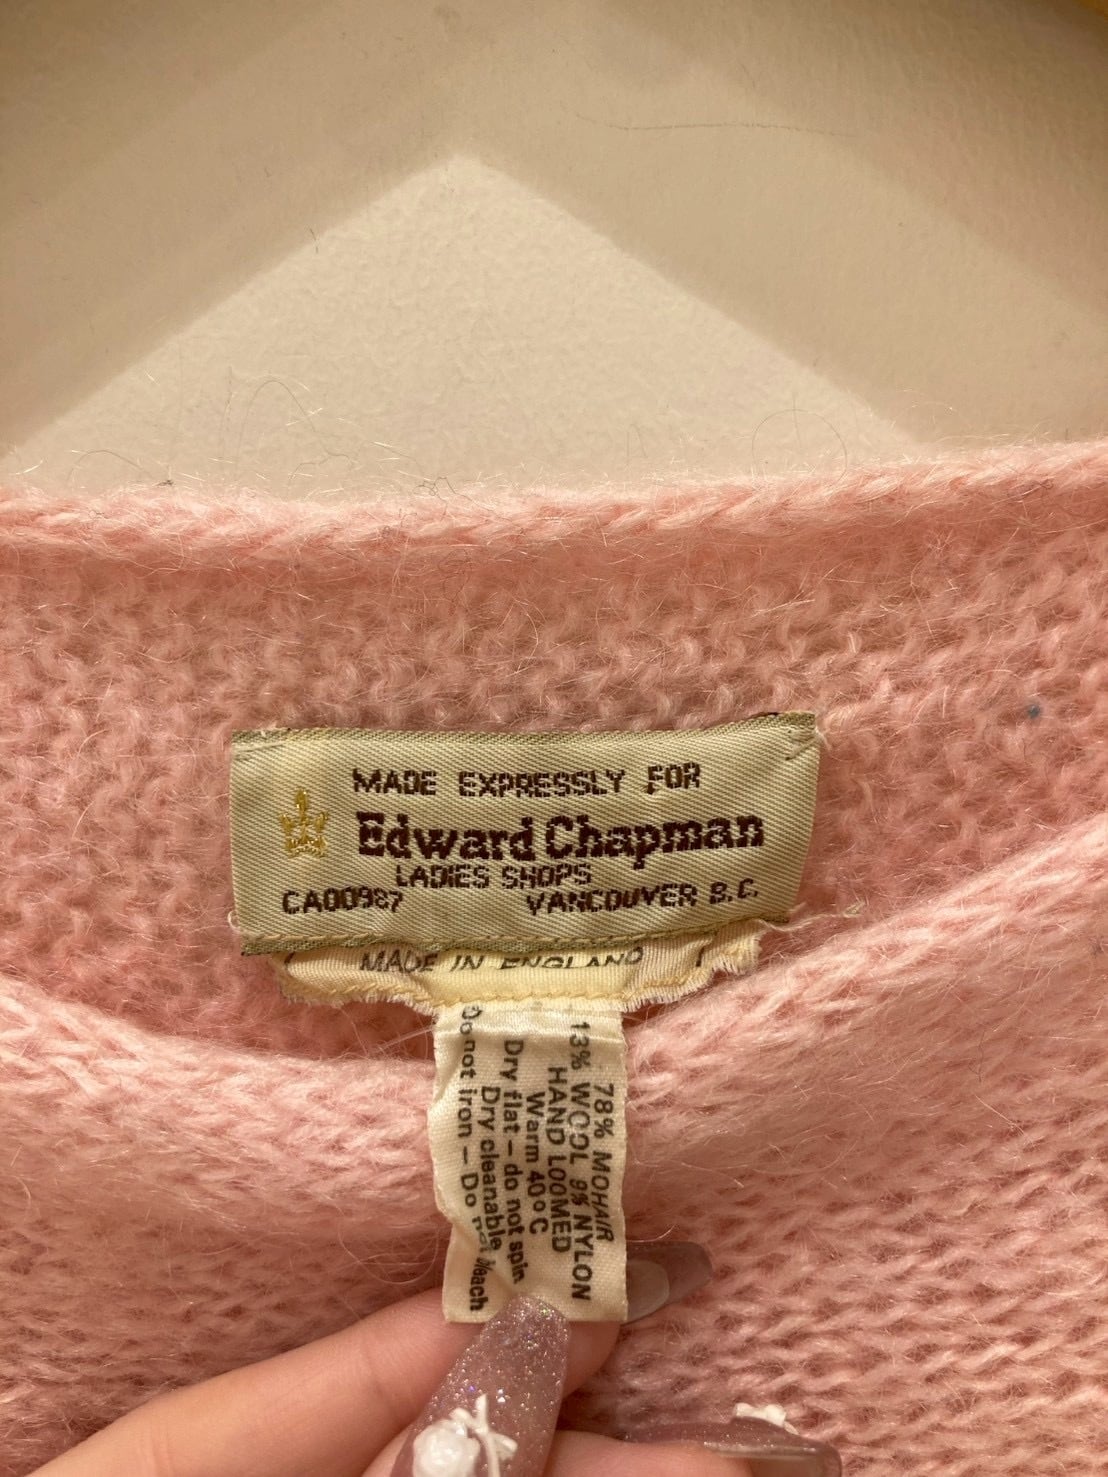 MADE EXPRESSLY FOR
Edward Chapman
LADIES SHOPS
CA00987 VANCOUVER B.C.
MADE IN ENGLAND
78% MOHAIR
13% WOOL 9% NYLON
HAND LOOMED
Warm 40°C
Dry flat – do not spin
Dry cleanable
Do not iron – Do not bleach